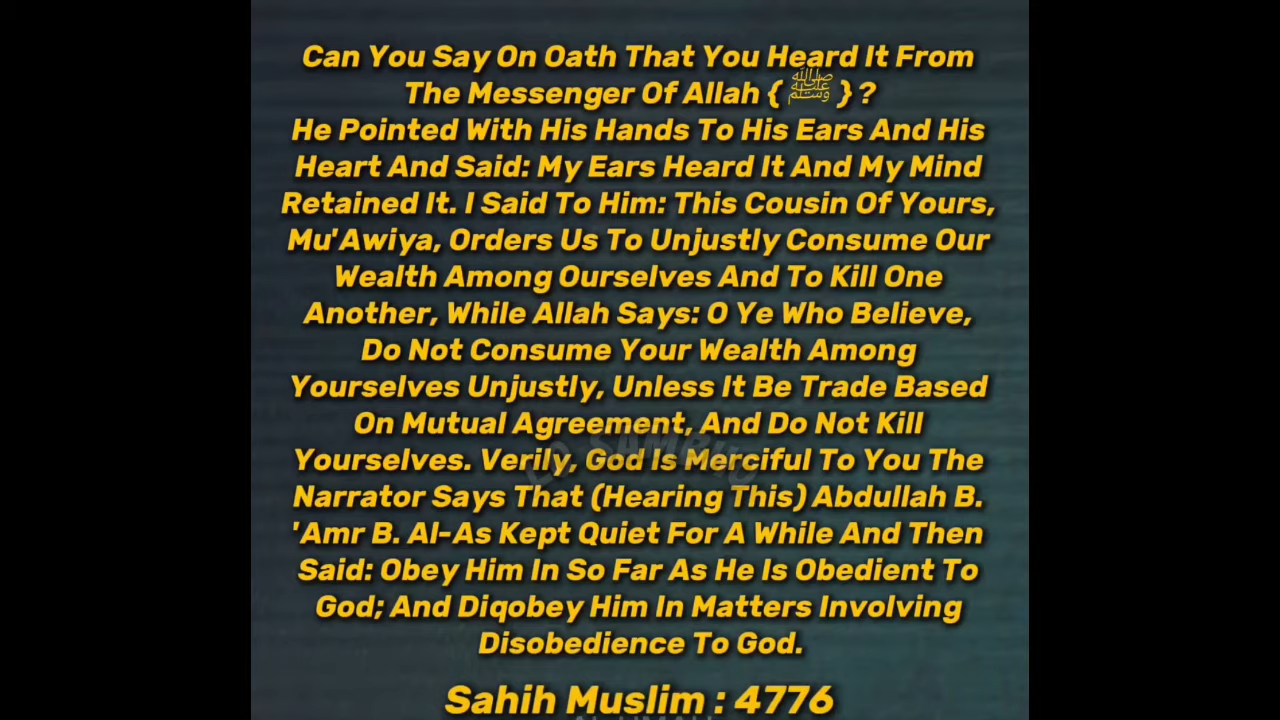 Can You Say On Oath That You Heard It From
The Messenger Of Allah { ﷺ } ?
He Pointed With His Hands To His Ears And His
Heart And Said: My Ears Heard It And My Mind
Retained It. I Said To Him: This Cousin Of Yours,
Mu'Awiya, Orders Us To Unjustly Consume Our
Wealth Among Ourselves And To Kill One
Another, While Allah Says: O Ye Who Believe,
Do Not Consume Your Wealth Among
Yourselves Unjustly, Unless It Be Trade Based
On Mutual Agreement, And Do Not Kill
Yourselves. Verily, God Is Merciful To You The
Narrator Says That (Hearing This) Abdullah B.
'Amr B. Al-As Kept Quiet For A While And Then
Said: Obey Him In So Far As He Is Obedient To
God; And Diqobey Him In Matters Involving
Disobedience To God.
Sahih Muslim : 4776